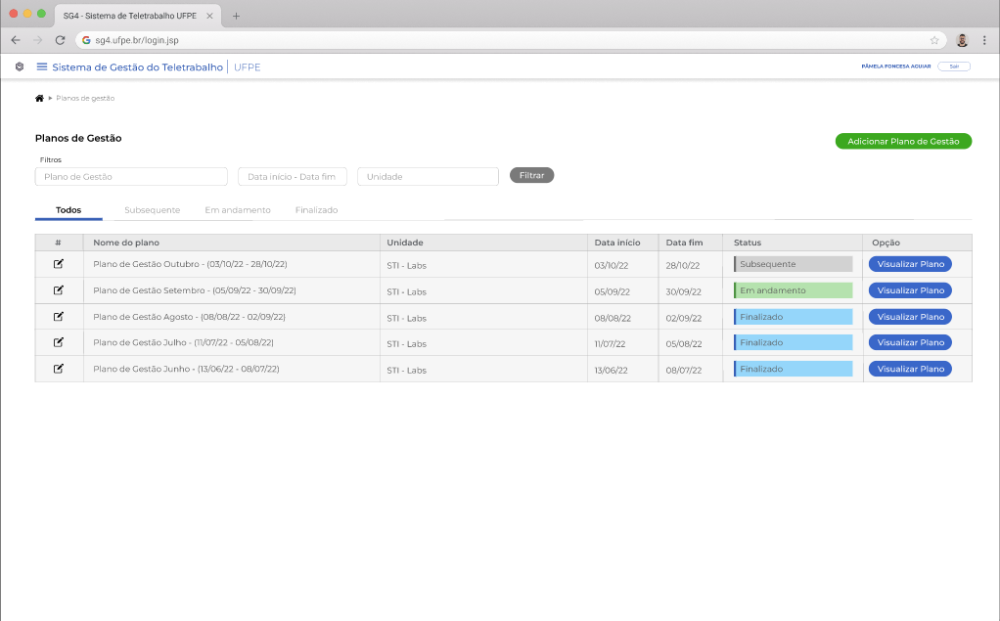 SG4 - Sistema de Teletrabalho UFPE
sg4.ufpe.br/login.jsp
Sistema de Gestão do Teletrabalho UFPE
PÂMELA FONCESA AGUIAR Sair
Planos de gestão
Planos de Gestão
Adicionar Plano de Gestão
Filtros
Plano de Gestão Data início - Data fim Unidade Filtrar
Todos Subsequente Em andamento Finalizado
# Nome do plano Unidade Data início Data fim Status Opção
Plano de Gestão Outubro - (03/10/22 - 28/10/22) STI - Labs 03/10/22 28/10/22 Subsequente Visualizar Plano
Plano de Gestão Setembro - (05/09/22 - 30/09/22) STI - Labs 05/09/22 30/09/22 Em andamento Visualizar Plano
Plano de Gestão Agosto - (08/08/22 - 02/09/22) STI - Labs 08/08/22 02/09/22 Finalizado Visualizar Plano
Plano de Gestão Julho - (11/07/22 - 05/08/22) STI - Labs 11/07/22 05/08/22 Finalizado Visualizar Plano
Plano de Gestão Junho - (13/06/22 - 08/07/22) STI - Labs 13/06/22 08/07/22 Finalizado Visualizar Plano